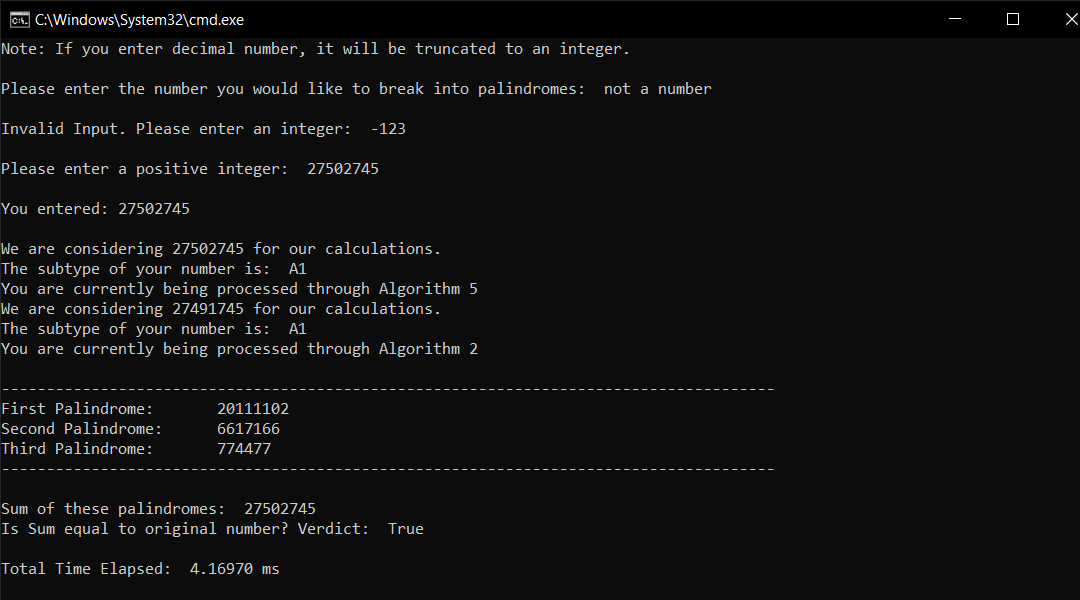 C:\Windows\System32\cmd.exe
Note: If you enter decimal number, it will be truncated to an integer.
Please enter the number you would like to break into palindromes:  not a number
Invalid Input. Please enter an integer:  -123
Please enter a positive integer:  27502745
You entered: 27502745
We are considering 27502745 for our calculations.
The subtype of your number is:  A1
You are currently being processed through Algorithm 5
We are considering 27491745 for our calculations.
The subtype of your number is:  A1
You are currently being processed through Algorithm 2
--------------------------------------------------------------------------------------
First Palindrome:       20111102
Second Palindrome:      6617166
Third Palindrome:       774477
--------------------------------------------------------------------------------------
Sum of these palindromes:  27502745
Is Sum equal to original number? Verdict:  True
Total Time Elapsed:  4.16970 ms